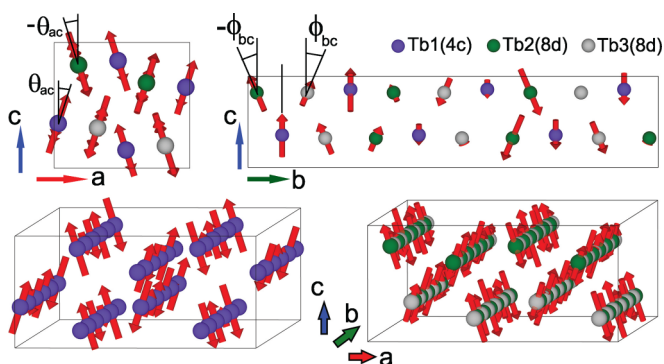 -θac
θac
c
a
-ϕbc
ϕbc
c
b
Tb1(4c)
Tb2(8d)
Tb3(8d)
c
b
a